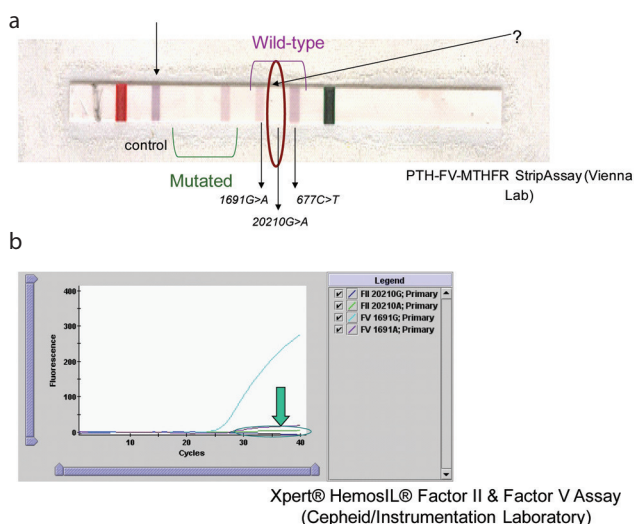 a
?
Wild-type
control
Mutated
1691G>A
677C>T
20210G>A
PTH-FV-MTHFR StripAssay (Vienna
Lab)
b
Legend
FII 20210G; Primary
FII 20210A; Primary
FV 1691G; Primary
FV 1691A; Primary
Fluorescence
400
300
200
100
0
10
20
30
40
Cycles
Xpert® HemosIL® Factor II & Factor V Assay
(Cepheid/Instrumentation Laboratory)